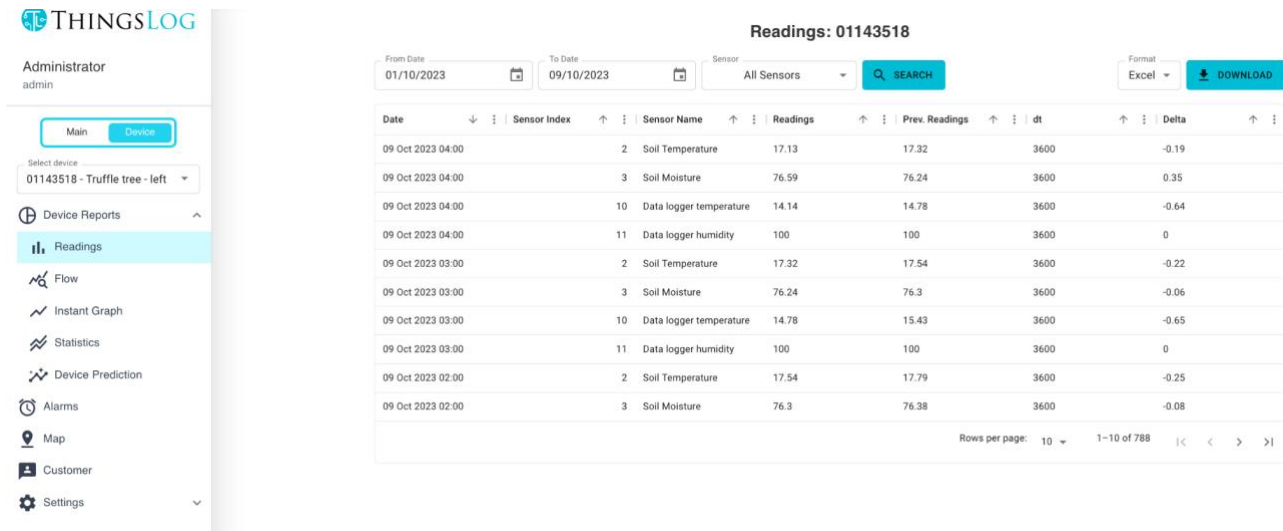 THINGSLOG
Administrator
admin
Main Device
Select device
01143518 - Truffle tree - left
Device Reports
Readings
Flow
Instant Graph
Statistics
Device Prediction
Alarms
Map
Customer
Settings
Readings: 01143518
From Date To Date Sensor Format
01/10/2023 09/10/2023 All Sensors SEARCH Excel DOWNLOAD
Date Sensor Index Sensor Name Readings Prev. Readings dt Delta
09 Oct 2023 04:00 2 Soil Temperature 17.13 17.32 3600 -0.19
09 Oct 2023 04:00 3 Soil Moisture 76.59 76.24 3600 0.35
09 Oct 2023 04:00 10 Data logger temperature 14.14 14.78 3600 -0.64
09 Oct 2023 04:00 11 Data logger humidity 100 100 3600 0
09 Oct 2023 03:00 2 Soil Temperature 17.32 17.54 3600 -0.22
09 Oct 2023 03:00 3 Soil Moisture 76.24 76.3 3600 -0.06
09 Oct 2023 03:00 10 Data logger temperature 14.78 15.43 3600 -0.65
09 Oct 2023 03:00 11 Data logger humidity 100 100 3600 0
09 Oct 2023 02:00 2 Soil Temperature 17.54 17.79 3600 -0.25
09 Oct 2023 02:00 3 Soil Moisture 76.3 76.38 3600 -0.08
Rows per page: 10 1–10 of 788